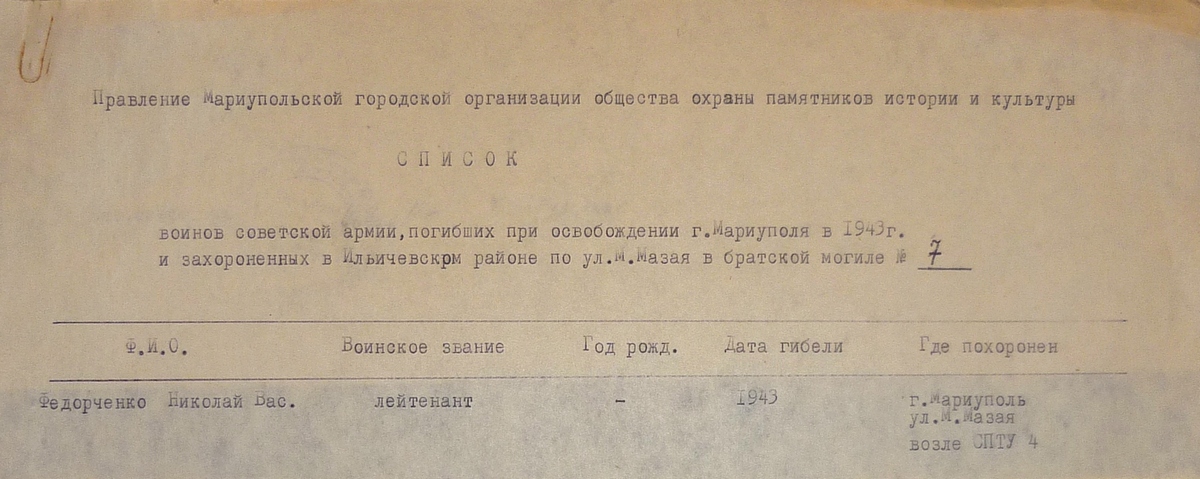 Правление Мариупольской городской организации общества охраны памятников истории и культуры
С П И С О К
воинов советской армии,погибших при освобождении г.Мариуполя в 1943г.
и захороненных в Ильичевскрм районе по ул.М.Мазая в братской могиле № 7
Ф.И.О. Воинское звание Год рожд. Дата гибели Где похоронен
Федорченко Николай Вас. лейтенант - 1943 г.Мариуполь
ул.М.Мазая
возле СПТУ 4